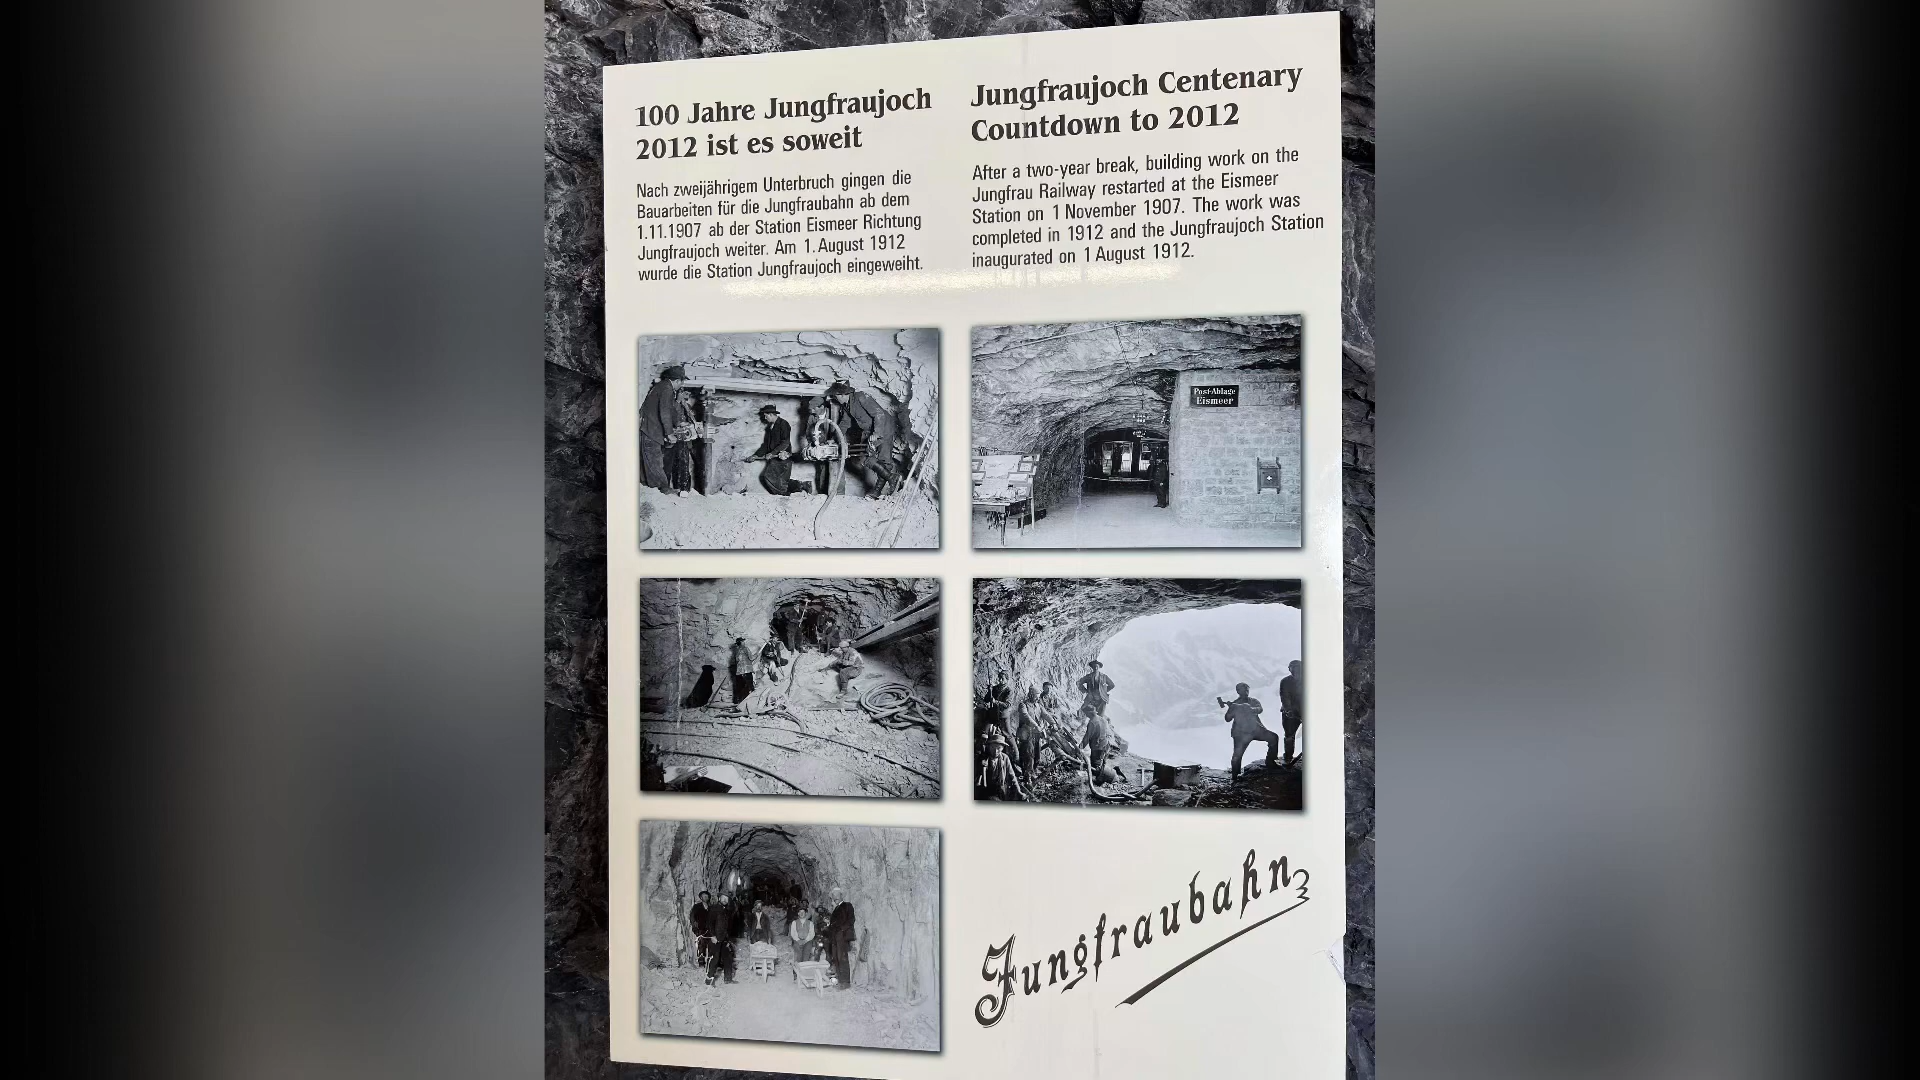 100 Jahre Jungfraujoch
2012 ist es soweit
Nach zweijährigem Unterbruch gingen die
Bauarbeiten für die Jungfraubahn ab dem
1.11.1907 ab der Station Eismeer Richtung
Jungfraujoch weiter. Am 1. August 1912
wurde die Station Jungfraujoch eingeweiht.
Jungfraujoch Centenary
Countdown to 2012
After a two-year break, building work on the
Jungfrau Railway restarted at the Eismeer
Station on 1 November 1907. The work was
completed in 1912 and the Jungfraujoch Station
inaugurated on 1 August 1912.
Post-Ablage
Eismeer
Jungfraubahn